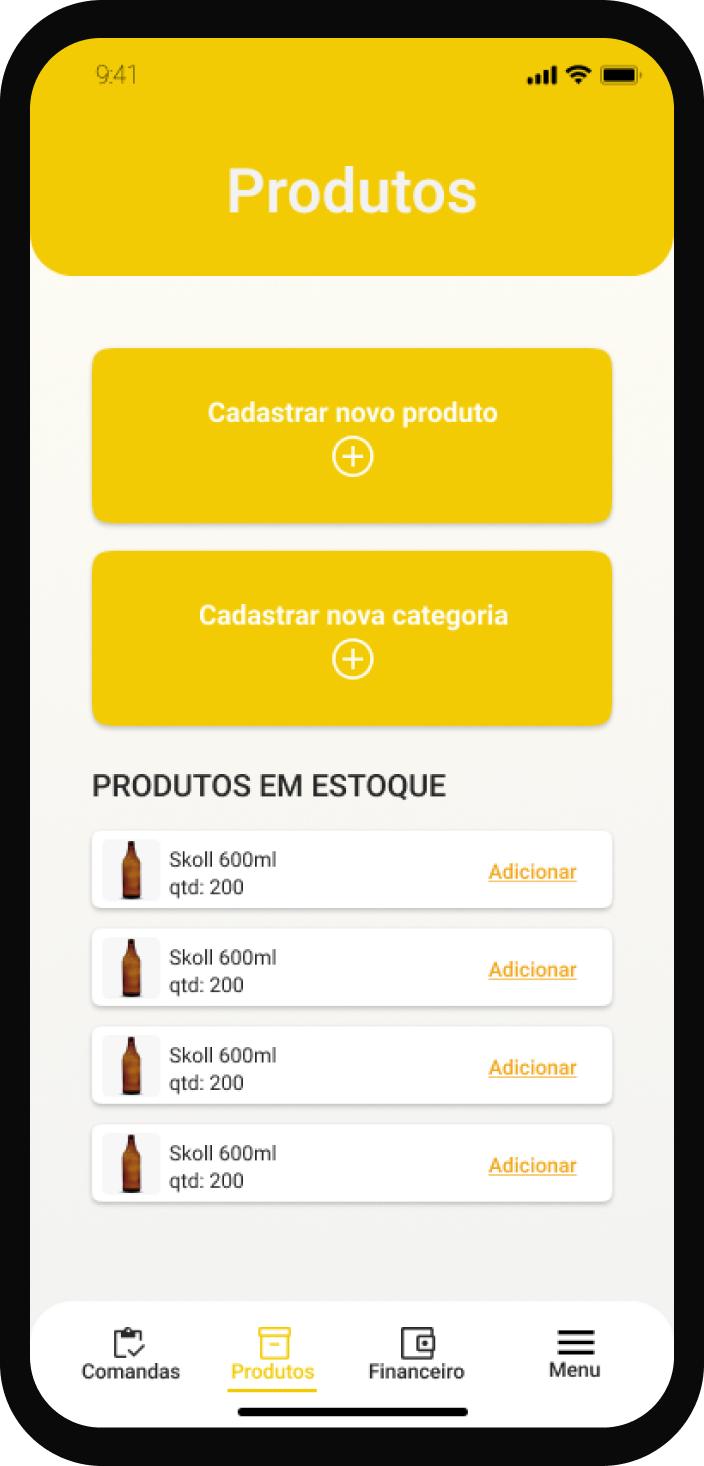 9:41
Produtos
Cadastrar novo produto
Cadastrar nova categoria
PRODUTOS EM ESTOQUE
Skoll 600ml
qtd: 200
Adicionar
Skoll 600ml
qtd: 200
Adicionar
Skoll 600ml
qtd: 200
Adicionar
Skoll 600ml
qtd: 200
Adicionar
Comandas
Produtos
Financeiro
Menu